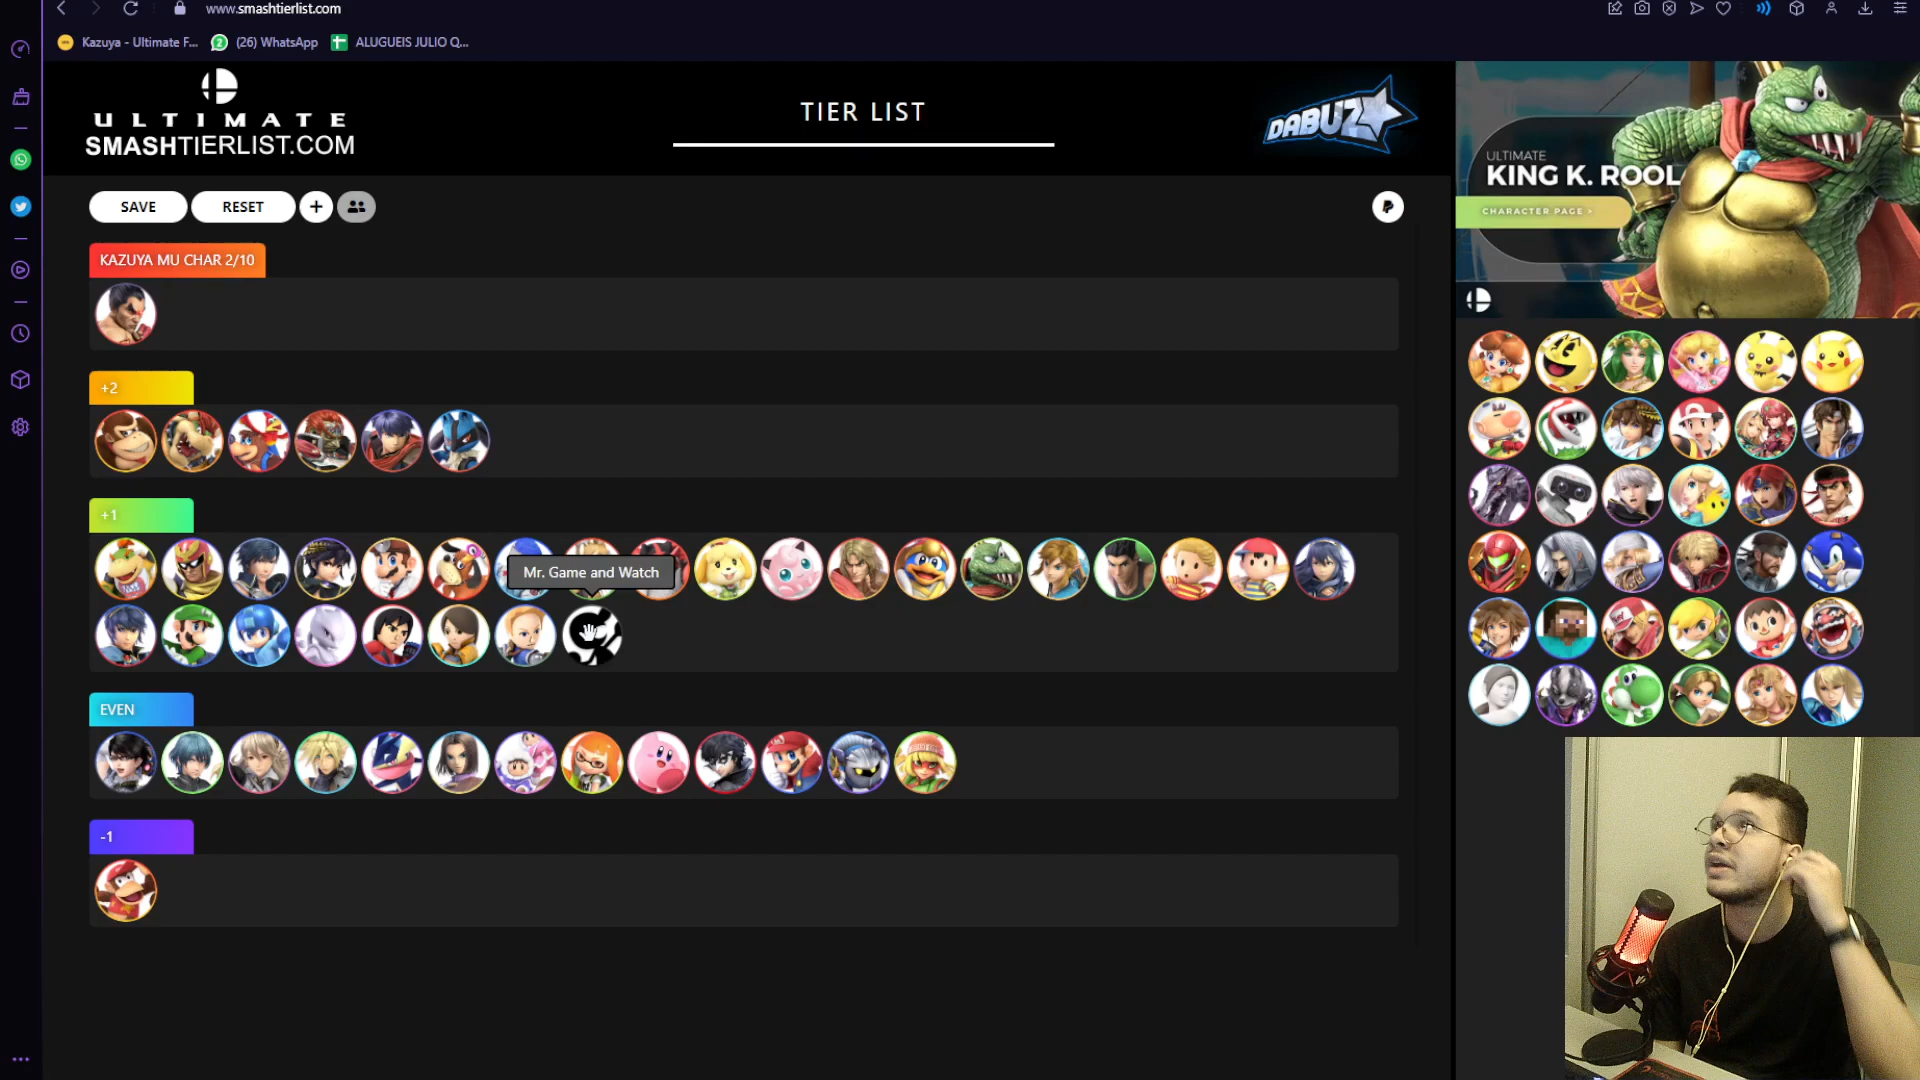 www.smashtierlist.com
Kazuya - Ultimate F...
2
(26) WhatsApp
ALUGUEIS JULIO Q...
ULTIMATE
SMASHTIERLIST.COM
TIER LIST
DABUZ
ULTIMATE
KING K. ROOL
CHARACTER PAGE >
SAVE
RESET
+
KAZUYA MU CHAR 2/10
+2
+1
Mr. Game and Watch
EVEN
-1